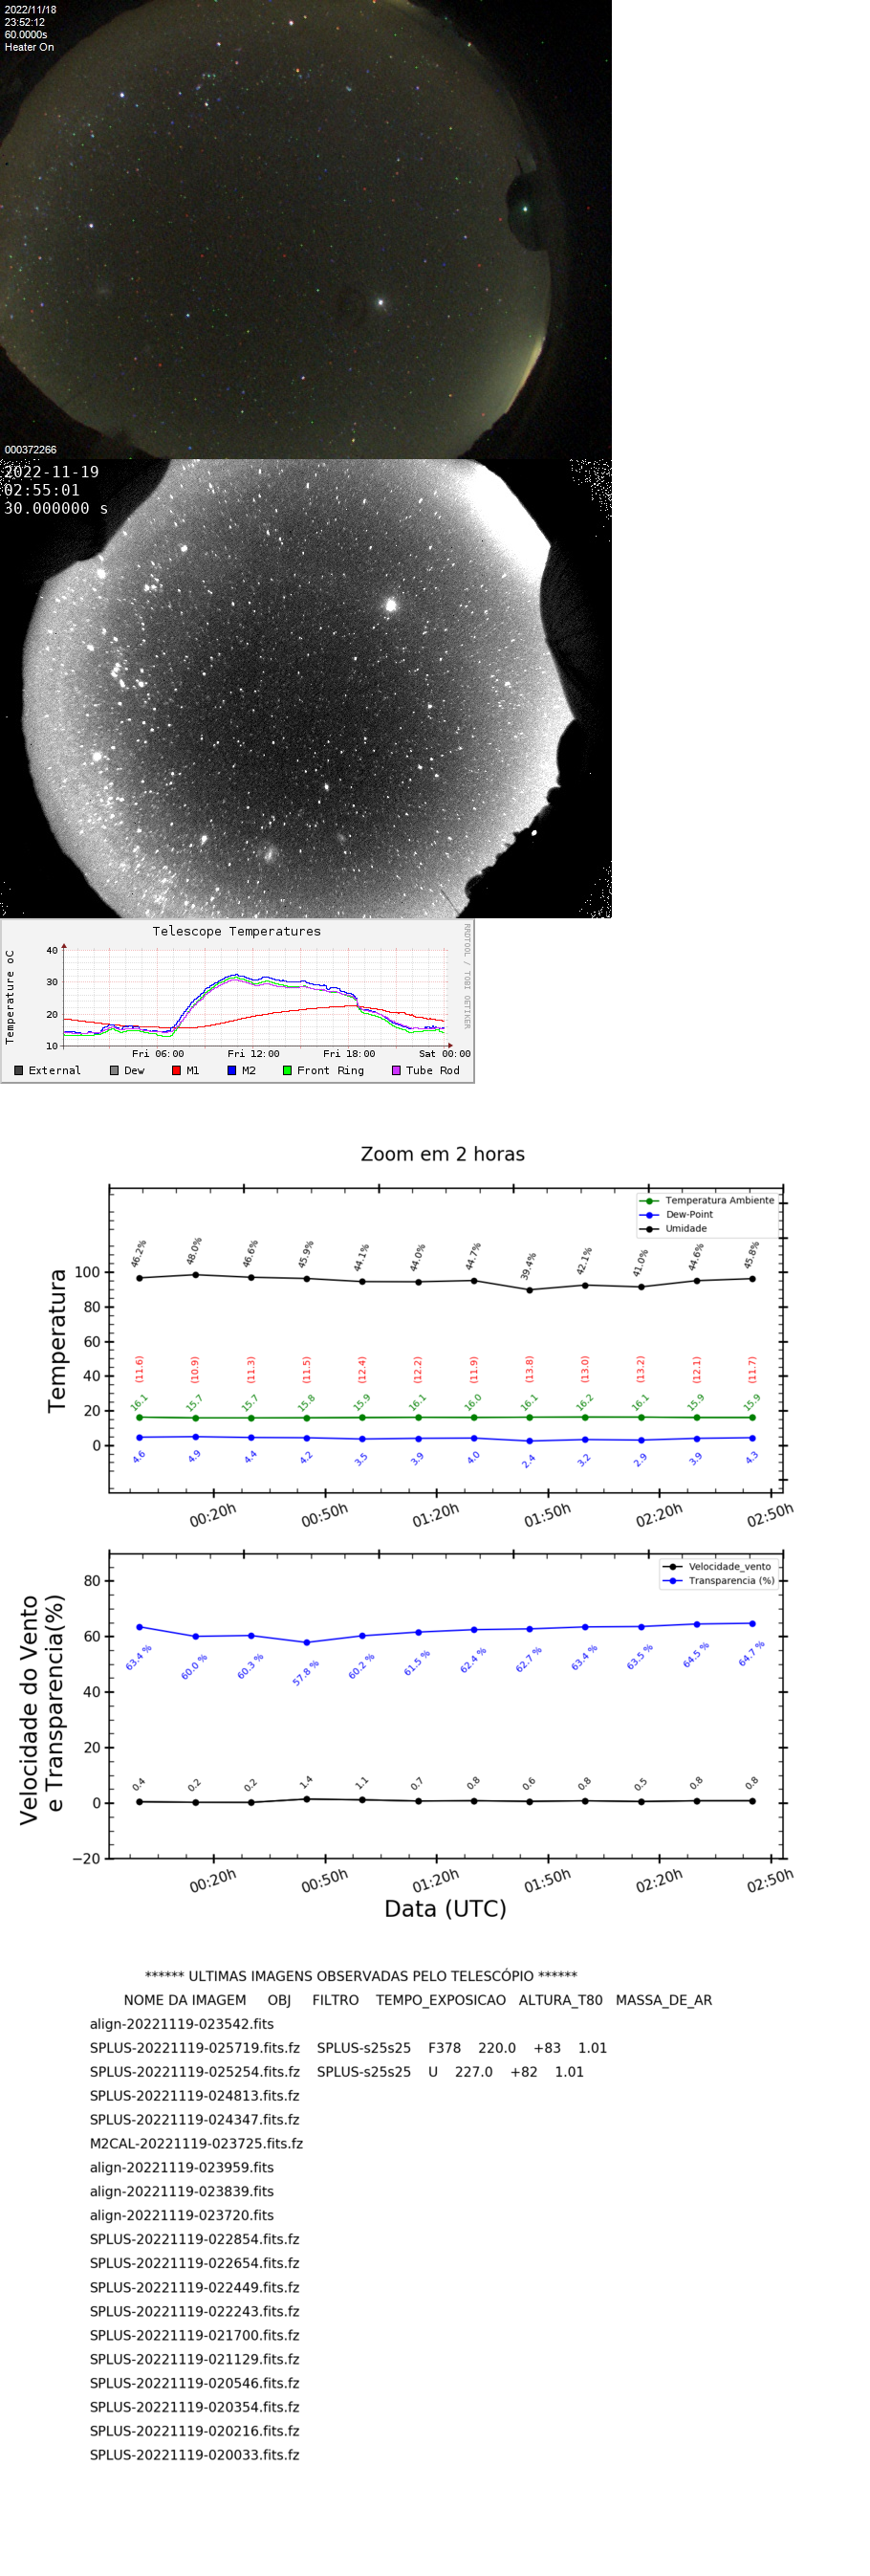 2022/11/18
23:52:12
60.0000s
Heater On
000372266
2022-11-19
02:55:01
30.000000 s
Telescope Temperatures
RRDTOOL / TOBI OETIKER
Temperature oC
40
30
20
10
Fri 06:00 Fri 12:00 Fri 18:00 Sat 00:00
External Dew M1 M2 Front Ring Tube Rod
Zoom em 2 horas
Temperatura Ambiente
Dew-Point
Umidade
Temperatura
100
80
60
40
20
0
46.2% 48.0% 46.6% 45.9% 44.1% 44.0% 44.7% 39.4% 42.1% 41.0% 44.6% 45.8%
(11.6) (10.9) (11.3) (11.5) (12.4) (12.2) (11.9) (13.8) (13.0) (13.2) (12.1) (11.7)
16.1 15.7 15.7 15.8 15.9 16.1 16.0 16.1 16.2 16.1 15.9 15.9
4.6 4.9 4.4 4.2 3.5 3.9 4.0 2.4 3.2 2.9 3.9 4.3
00:20h 00:50h 01:20h 01:50h 02:20h 02:50h
Velocidade_vento
Transparencia (%)
Velocidade do Vento
e Transparencia(%)
80
60
40
20
0
−20
63.4 % 60.0 % 60.3 % 57.8 % 60.2 % 61.5 % 62.4 % 62.7 % 63.4 % 63.5 % 64.5 % 64.7 %
0.4 0.2 0.2 1.4 1.1 0.7 0.8 0.6 0.8 0.5 0.8 0.8
00:20h 00:50h 01:20h 01:50h 02:20h 02:50h
Data (UTC)
****** ULTIMAS IMAGENS OBSERVADAS PELO TELESCÓPIO ******
NOME DA IMAGEM OBJ FILTRO TEMPO_EXPOSICAO ALTURA_T80 MASSA_DE_AR
align-20221119-023542.fits
SPLUS-20221119-025719.fits.fz SPLUS-s25s25 F378 220.0 +83 1.01
SPLUS-20221119-025254.fits.fz SPLUS-s25s25 U 227.0 +82 1.01
SPLUS-20221119-024813.fits.fz
SPLUS-20221119-024347.fits.fz
M2CAL-20221119-023725.fits.fz
align-20221119-023959.fits
align-20221119-023839.fits
align-20221119-023720.fits
SPLUS-20221119-022854.fits.fz
SPLUS-20221119-022654.fits.fz
SPLUS-20221119-022449.fits.fz
SPLUS-20221119-022243.fits.fz
SPLUS-20221119-021700.fits.fz
SPLUS-20221119-021129.fits.fz
SPLUS-20221119-020546.fits.fz
SPLUS-20221119-020354.fits.fz
SPLUS-20221119-020216.fits.fz
SPLUS-20221119-020033.fits.fz